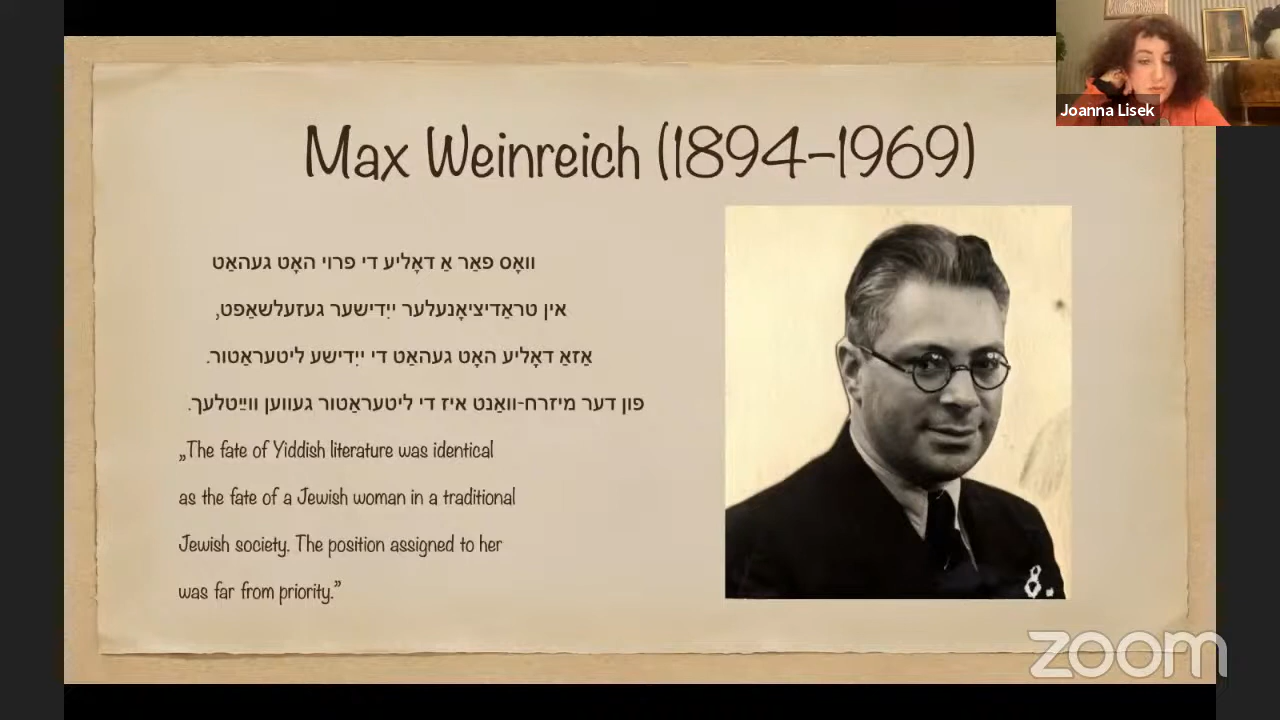 Joanna Lisek
Max Weinreich (1894–1969)
וואָס פאַר אַ דאָליע די פרוי האָט געהאַט
אין טראַדיציאָנעלער ייִדישער געזעלשאַפט,
אַזאַ דאָליע האָט געהאַט די ייִדישע ליטעראַטור.
פון דער מיזרח-וואַנט איז די ליטעראַטור געווען ווײַטלעך.
„The fate of Yiddish literature was identical
as the fate of a Jewish woman in a traditional
Jewish society. The position assigned to her
was far from priority.”
8.
zoom